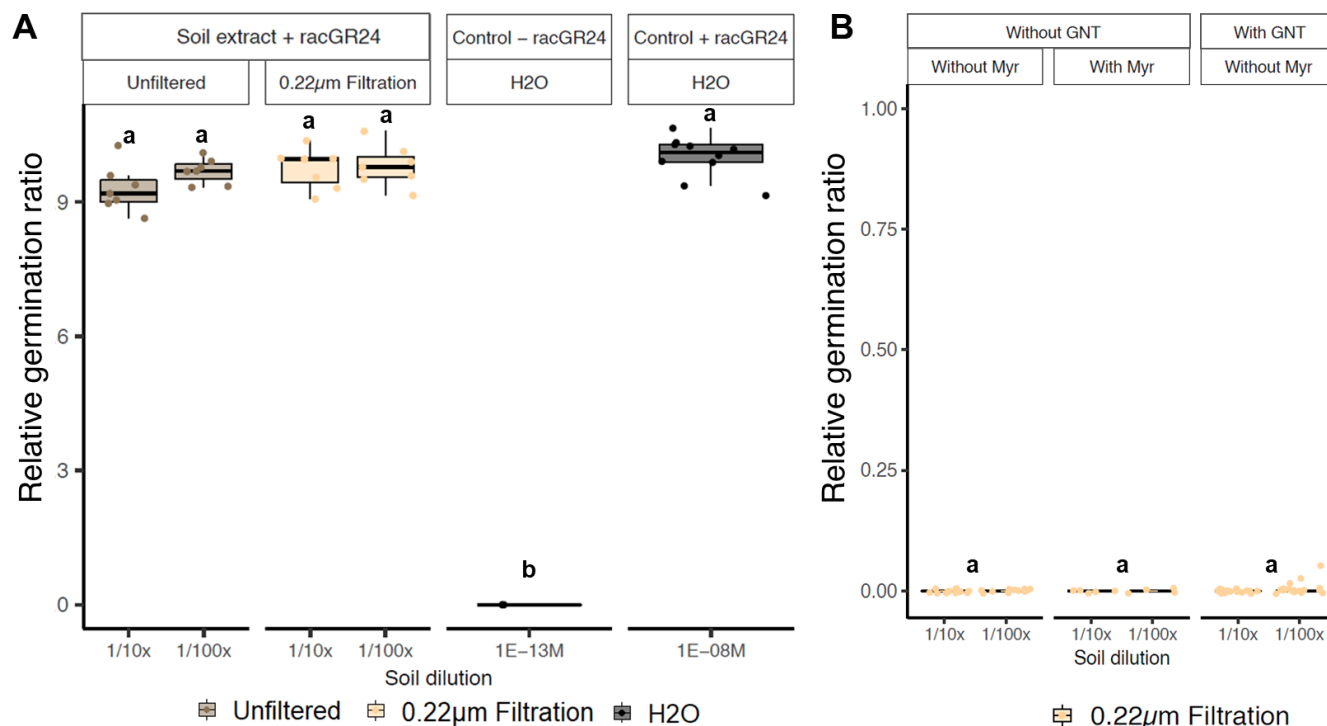 A
Soil extract + racGR24
Control − racGR24
Control + racGR24
Unfiltered
0.22µm Filtration
H2O
H2O
Relative germination ratio
9
6
3
0
a
a
a
a
b
a
1/10x
1/100x
1/10x
1/100x
1E−13M
1E−08M
Soil dilution
Unfiltered
0.22µm Filtration
H2O
B
Without GNT
With GNT
Without Myr
With Myr
Without Myr
Relative germination ratio
1.00
0.75
0.50
0.25
0.00
a
a
a
1/10x
1/100x
1/10x
1/100x
1/10x
1/100x
Soil dilution
0.22µm Filtration